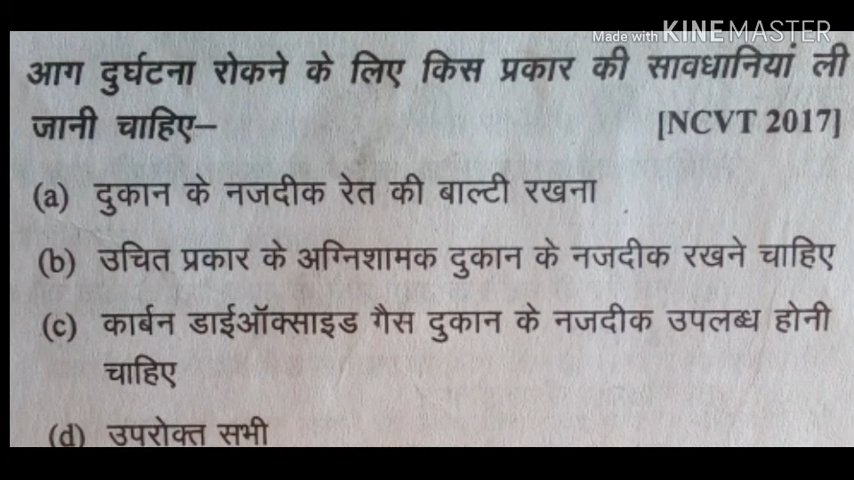 Made with KINEMASTER
आग दुर्घटना रोकने के लिए किस प्रकार की सावधानियां ली
जानी चाहिए– [NCVT 2017]
(a) दुकान के नजदीक रेत की बाल्टी रखना
(b) उचित प्रकार के अग्निशामक दुकान के नजदीक रखने चाहिए
(c) कार्बन डाईऑक्साइड गैस दुकान के नजदीक उपलब्ध होनी
चाहिए
(d) उपरोक्त सभी